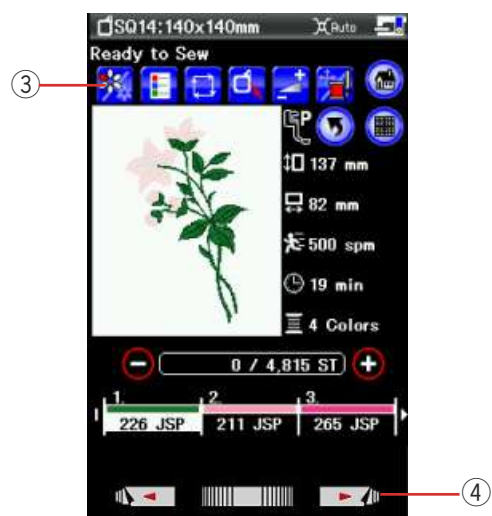 SQ14:140x140mm Auto
Ready to Sew
③
P
137 mm
82 mm
500 spm
19 min
4 Colors
0 / 4,815 ST
1. 2. 3.
226 JSP 211 JSP 265 JSP
④